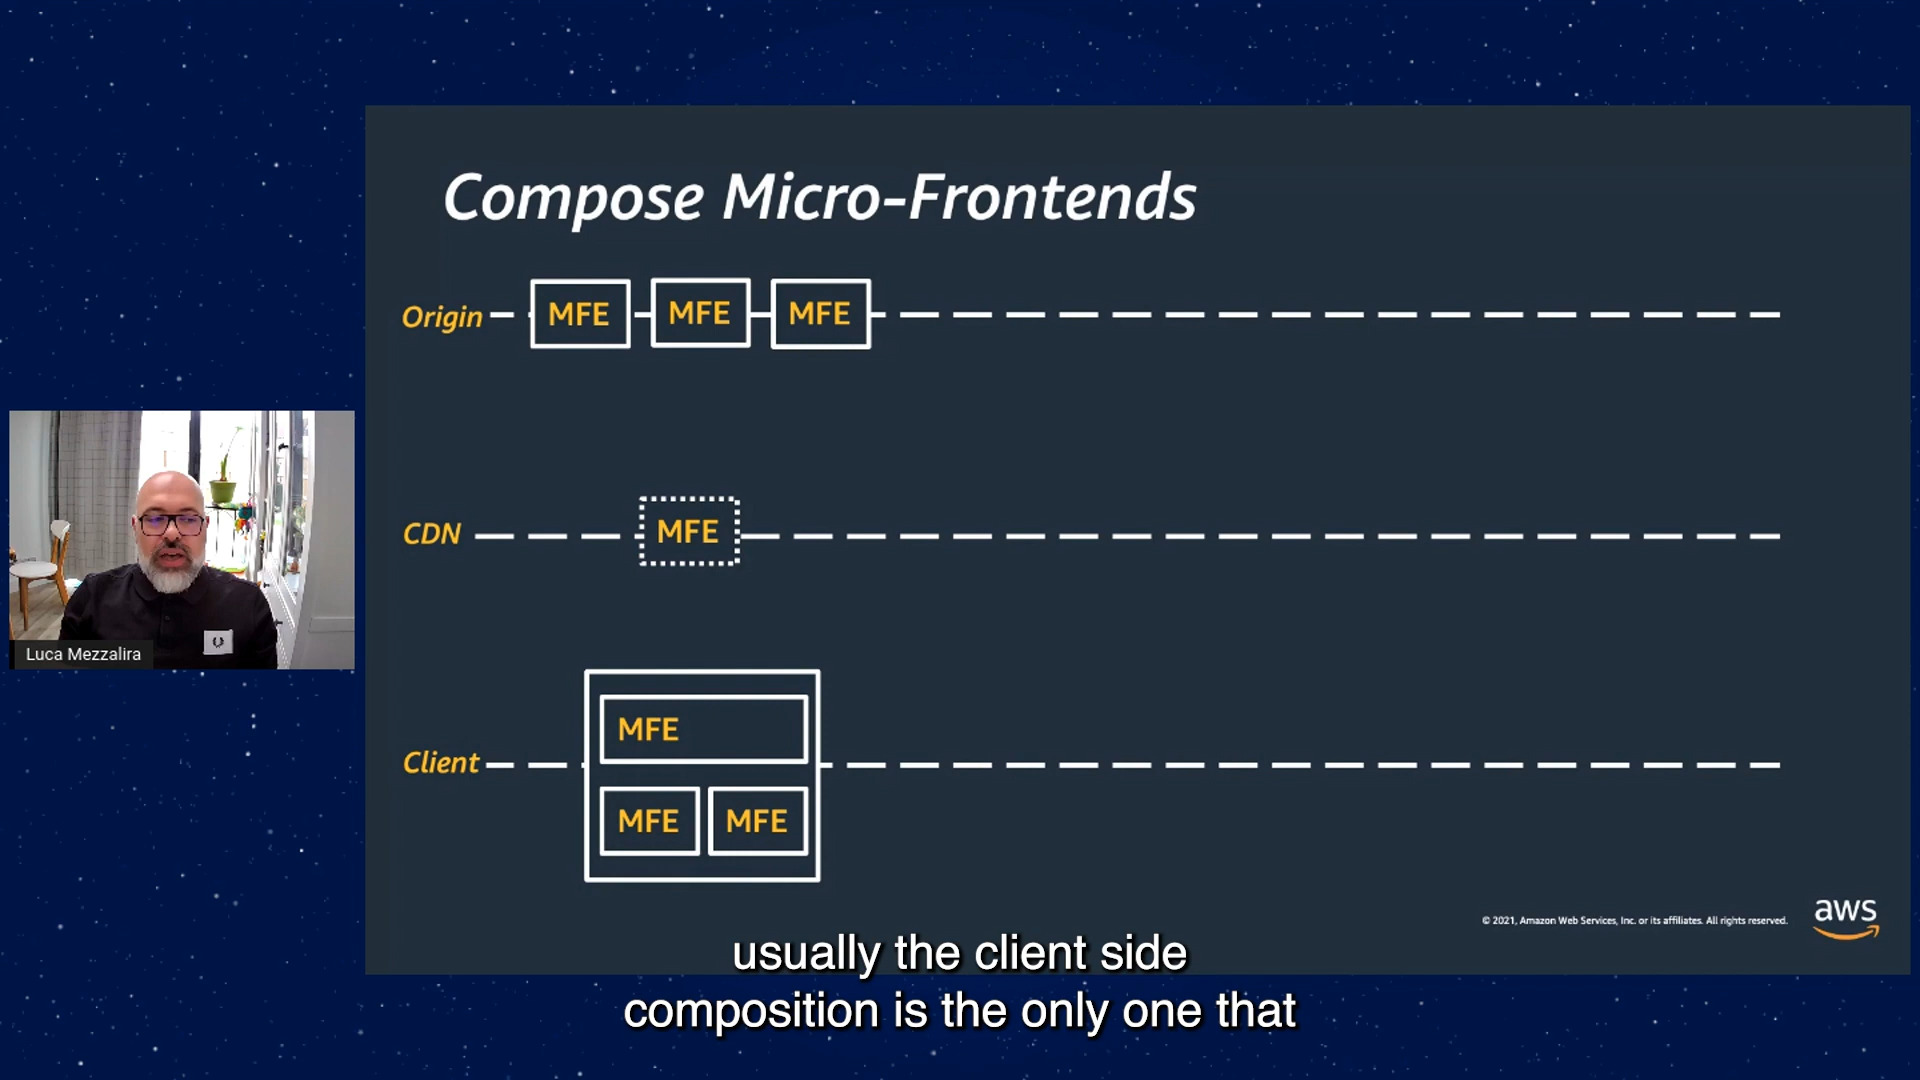 Compose Micro-Frontends
Origin
MFE
MFE
MFE
CDN
MFE
Client
MFE
MFE
MFE
Luca Mezzalira
© 2021, Amazon Web Services, Inc. or its affiliates. All rights reserved.
aws
usually the client side
composition is the only one that